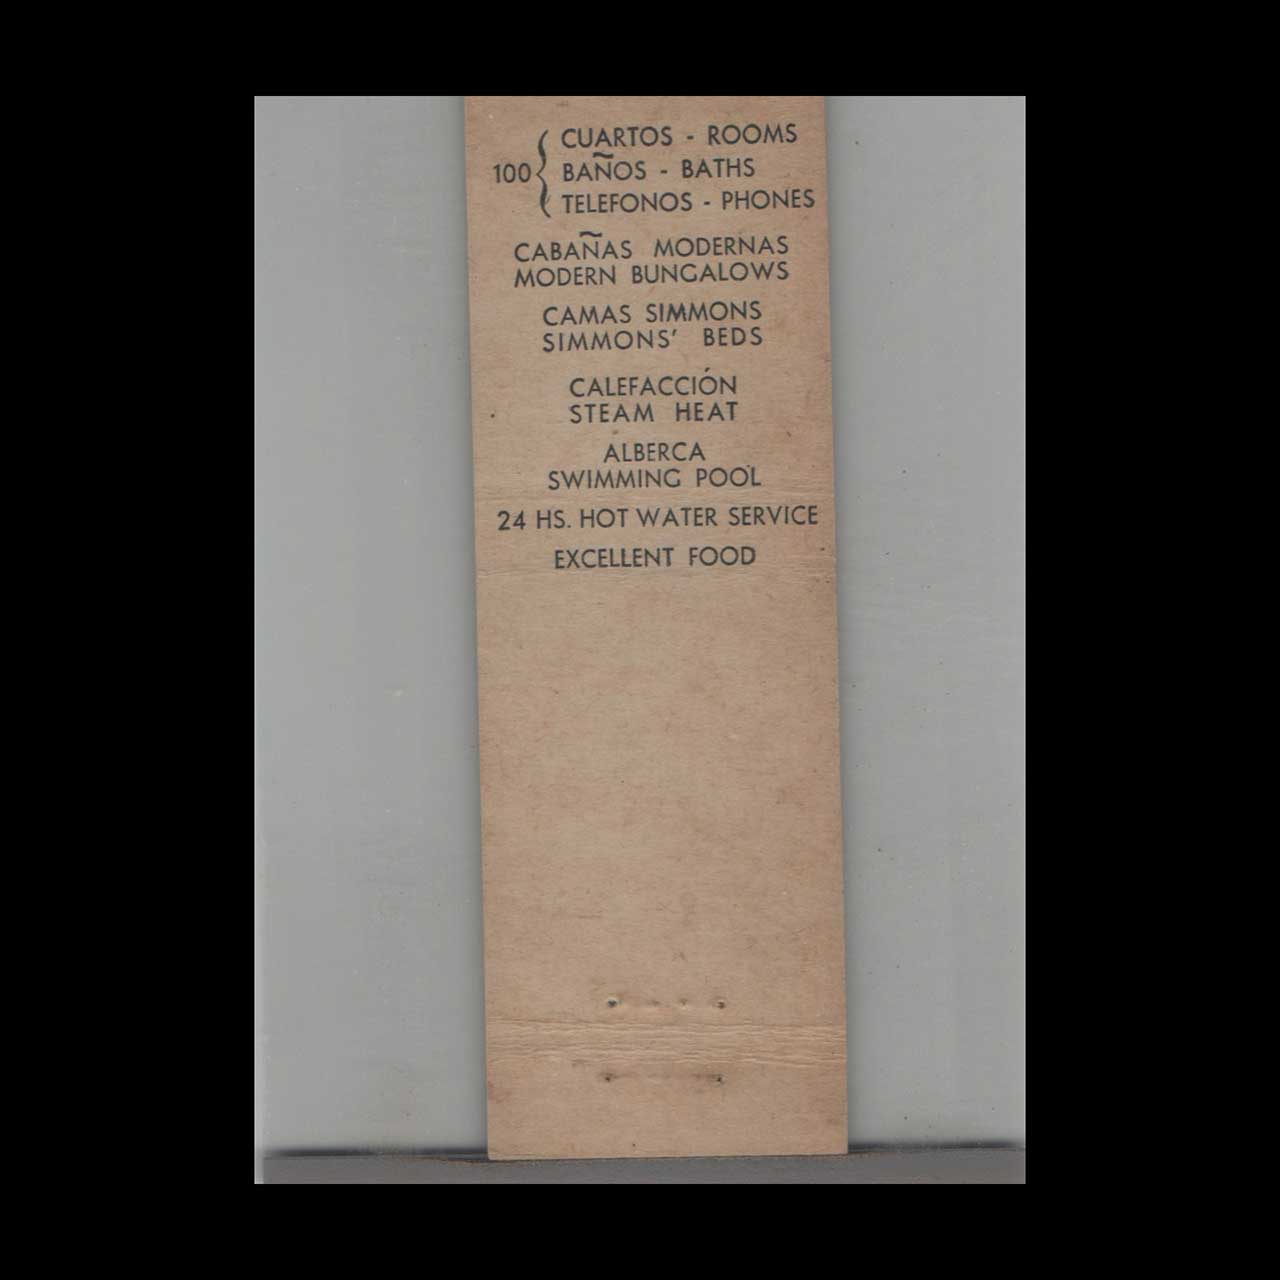 100 { CUARTOS - ROOMS
BAÑOS - BATHS
TELEFONOS - PHONES
CABAÑAS MODERNAS
MODERN BUNGALOWS
CAMAS SIMMONS
SIMMONS' BEDS
CALEFACCIÓN
STEAM HEAT
ALBERCA
SWIMMING POOL
24 HS. HOT WATER SERVICE
EXCELLENT FOOD